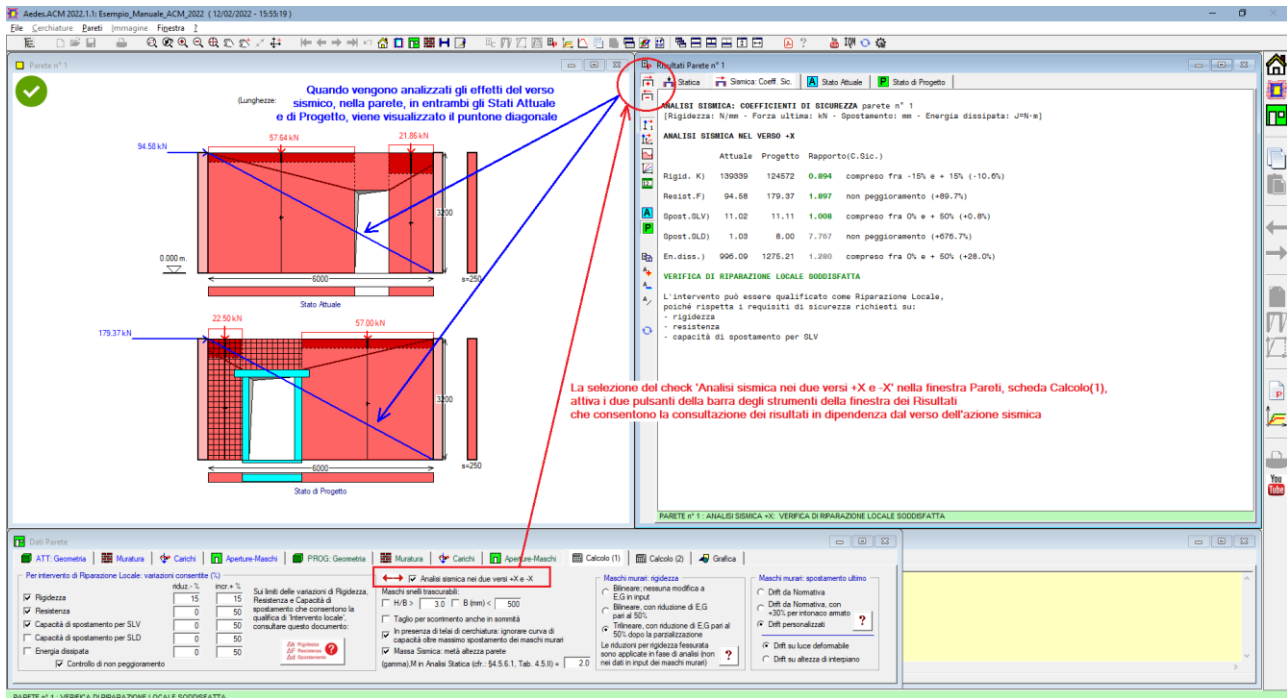 Aedes.ACM 2022.1.1: Esempio_Manuale_ACM_2022 ( 12/02/2022 - 15:55:19 )
File Cerchiature Pareti Immagine Finestra ?
Parete n° 1
(Lunghezze:
Quando vengono analizzati gli effetti del verso
sismico, nella parete, in entrambi gli Stati Attuale
e di Progetto, viene visualizzato il puntone diagonale
57.64 kN
21.86 kN
94.58 kN
3200
0.000 m.
6000
s=250
Stato Attuale
22.50 kN
57.00 kN
179.37 kN
3200
6000
s=250
Stato di Progetto
Risultati Parete n° 1
Statica
Sismica: Coeff. Sic.
A Stato Attuale
P Stato di Progetto
ANALISI SISMICA: COEFFICIENTI DI SICUREZZA parete n° 1
[Rigidezza: N/mm - Forza ultima: kN - Spostamento: mm - Energia dissipata: J=N·m]
ANALISI SISMICA NEL VERSO +X
Attuale Progetto Rapporto(C.Sic.)
Rigid. K) 139339 124572 0.894 compreso fra -15% e + 15% (-10.6%)
Resist.F) 94.58 179.37 1.897 non peggioramento (+89.7%)
Spost.SLV) 11.02 11.11 1.008 compreso fra 0% e + 50% (+0.8%)
Spost.SLD) 1.03 8.00 7.767 non peggioramento (+676.7%)
En.diss.) 996.09 1275.21 1.280 compreso fra 0% e + 50% (+28.0%)
VERIFICA DI RIPARAZIONE LOCALE SODDISFATTA
L'intervento può essere qualificato come Riparazione Locale,
poiché rispetta i requisiti di sicurezza richiesti su:
- rigidezza
- resistenza
- capacità di spostamento per SLV
La selezione del check 'Analisi sismica nei due versi +X e -X' nella finestra Pareti, scheda Calcolo(1),
attiva i due pulsanti della barra degli strumenti della finestra dei Risultati
che consentono la consultazione dei risultati in dipendenza dal verso dell'azione sismica
PARETE n° 1 : ANALISI SISMICA +X: VERIFICA DI RIPARAZIONE LOCALE SODDISFATTA
You
Tube
Dati Parete
ATT: Geometria
Muratura
Carichi
Aperture-Maschi
PROG: Geometria
Muratura
Carichi
Aperture-Maschi
Calcolo (1)
Calcolo (2)
Grafica
Per intervento di Riparazione Locale: variazioni consentite (%)
riduz.- % incr.+ %
Rigidezza 15 15
Resistenza 0 50
Capacità di spostamento per SLV 0 50
Capacità di spostamento per SLD 0 50
Energia dissipata 0 50
Controllo di non peggioramento
Sui limiti delle variazioni di Rigidezza,
Resistenza e Capacità di
spostamento che consentono la
qualifica di 'Intervento locale',
consultare questo documento:
ΔR Rigidezza
ΔF Resistenza ?
Δd Spostamento
Analisi sismica nei due versi +X e -X
Maschi snelli trascurabili:
H/B > 3.0 B (mm) < 500
Taglio per scorrimento anche in sommità
In presenza di telai di cerchiatura: ignorare curva di
capacità oltre massimo spostamento dei maschi murari
Massa Sismica: metà altezza parete
(gamma),M in Analisi Statica (cfr.: §4.5.6.1, Tab. 4.5.II) = 2.0
Maschi murari: rigidezza
Bilineare; nessuna modifica a
E,G in input
Bilineare, con riduzione di E,G
pari al 50%
Trilineare, con riduzione di E,G pari al
50% dopo la parzializzazione
Le riduzioni per rigidezza fessurata
sono applicate in fase di analisi (non
nei dati in input dei maschi murari) ?
Maschi murari: spostamento ultimo
Drift da Normativa
Drift da Normativa, con
+30% per intonaco armato
Drift personalizzati ?
Drift su luce deformabile
Drift su altezza di interpiano
PARETE n° 1 : VERIFICA DI RIPARAZIONE LOCALE SODDISFATTA